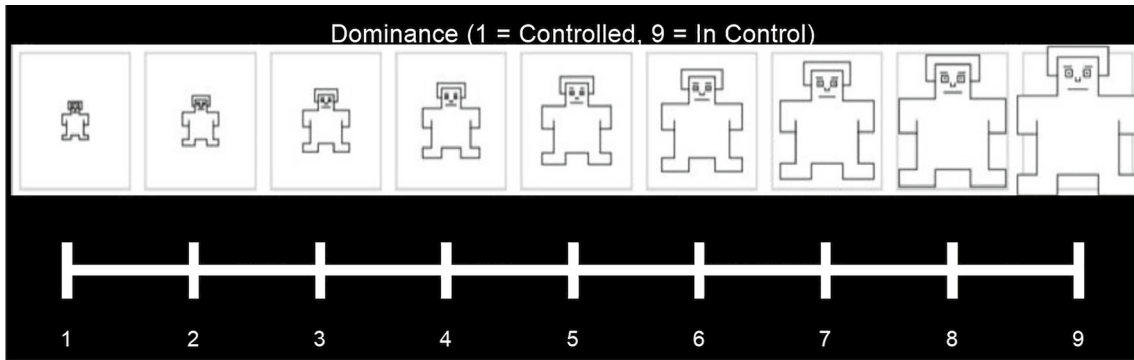 Dominance (1 = Controlled, 9 = In Control)
1 2 3 4 5 6 7 8 9